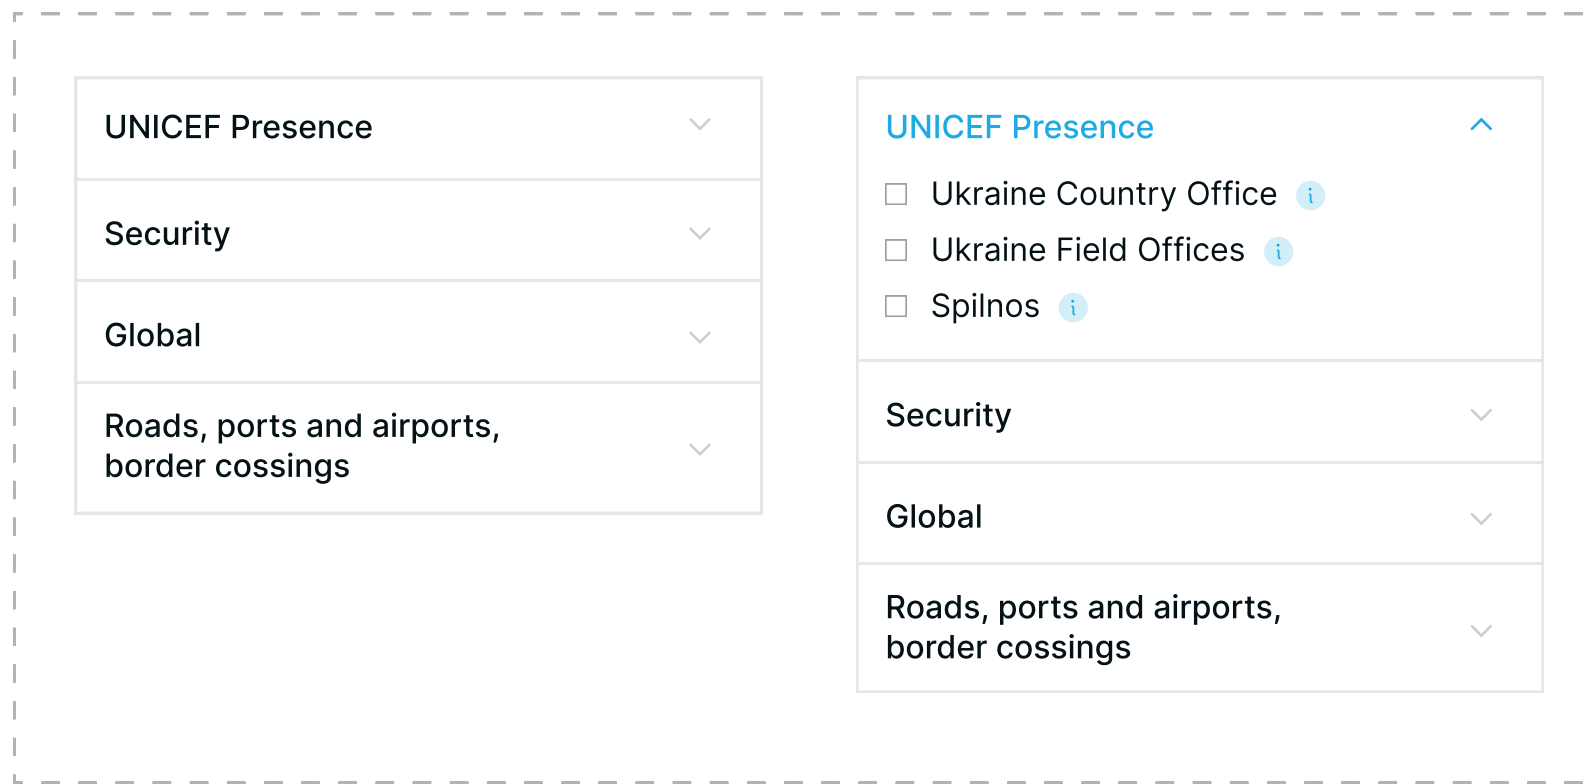 UNICEF Presence
Security
Global
Roads, ports and airports,
border cossings
UNICEF Presence
Ukraine Country Office i
Ukraine Field Offices i
Spilnos i
Security
Global
Roads, ports and airports,
border cossings